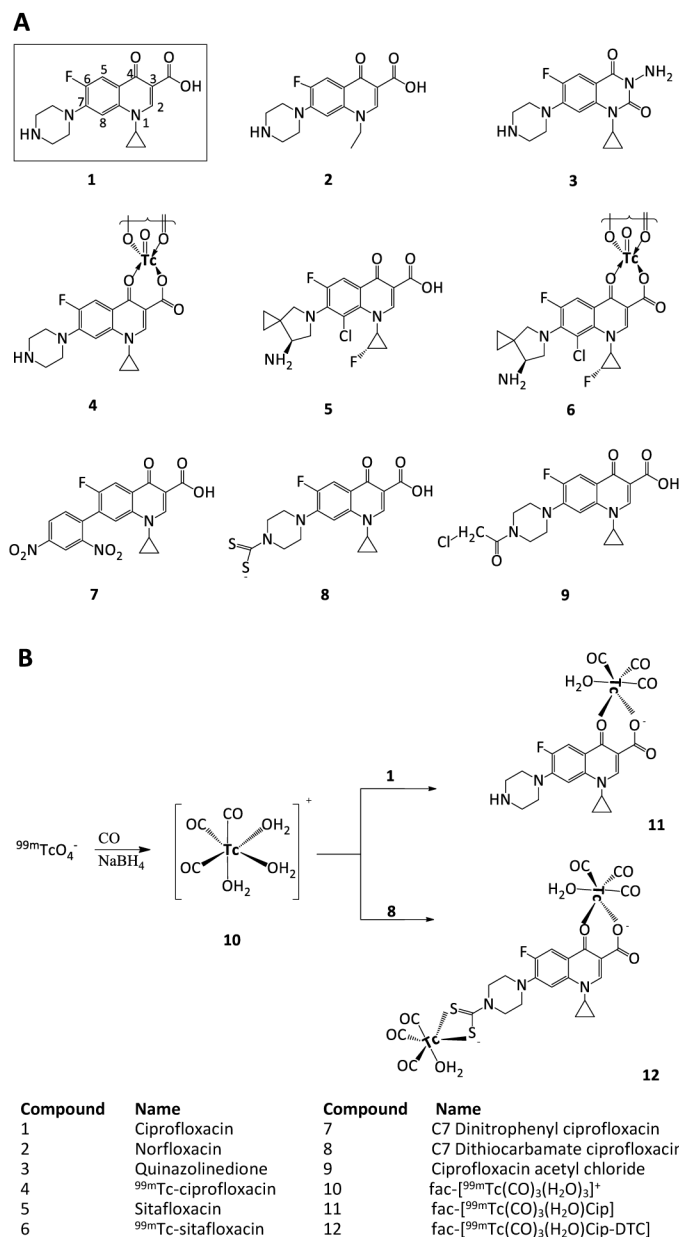 A
F
6
5
4
O
3
O
OH
7
8
N
1
2
N
HN
1
F
O
O
OH
N
N
HN
2
F
O
N
NH₂
N
N
O
HN
3
O
O
O
Tc
O
O
F
O
N
N
HN
4
F
O
O
OH
N
Cl
N
F
NH₂
5
O
O
O
Tc
O
O
F
O
N
Cl
N
F
NH₂
6
F
O
O
OH
N
O₂N
NO₂
7
F
O
O
OH
N
N
N
S
S
-
8
F
O
O
OH
N
N
N
Cl
H₂C
O
9
B
⁹⁹ᵐTcO₄⁻
CO
NaBH₄
+
CO
OC
OH₂
Tc
OC
OH₂
OH₂
10
1
8
OC
CO
H₂O
Tc
CO
O
O⁻
F
O
N
N
HN
11
OC
CO
H₂O
Tc
CO
O
O⁻
F
O
N
N
N
S
S
-
OC
Tc
OC
OH₂
12
Compound Name Compound Name
1 Ciprofloxacin 7 C7 Dinitrophenyl ciprofloxacin
2 Norfloxacin 8 C7 Dithiocarbamate ciprofloxacin
3 Quinazolinedione 9 Ciprofloxacin acetyl chloride
4 ⁹⁹ᵐTc-ciprofloxacin 10 fac-[⁹⁹ᵐTc(CO)₃(H₂O)₃]⁺
5 Sitafloxacin 11 fac-[⁹⁹ᵐTc(CO)₃(H₂O)Cip]
6 ⁹⁹ᵐTc-sitafloxacin 12 fac-[⁹⁹ᵐTc(CO)₃(H₂O)Cip-DTC]